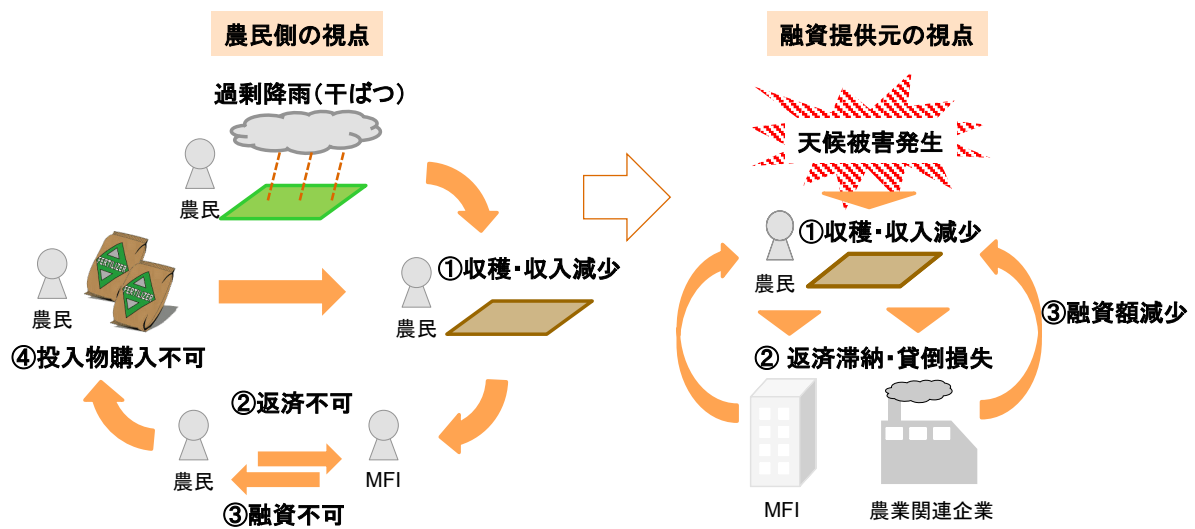 農民側の視点
過剰降雨(干ばつ)
農民
①収穫・収入減少
農民
FERTILIZER
FERTILIZER
農民
④投入物購入不可
②返済不可
農民
MFI
③融資不可
融資提供元の視点
天候被害発生
①収穫・収入減少
農民
③融資額減少
② 返済滞納・貸倒損失
MFI
農業関連企業